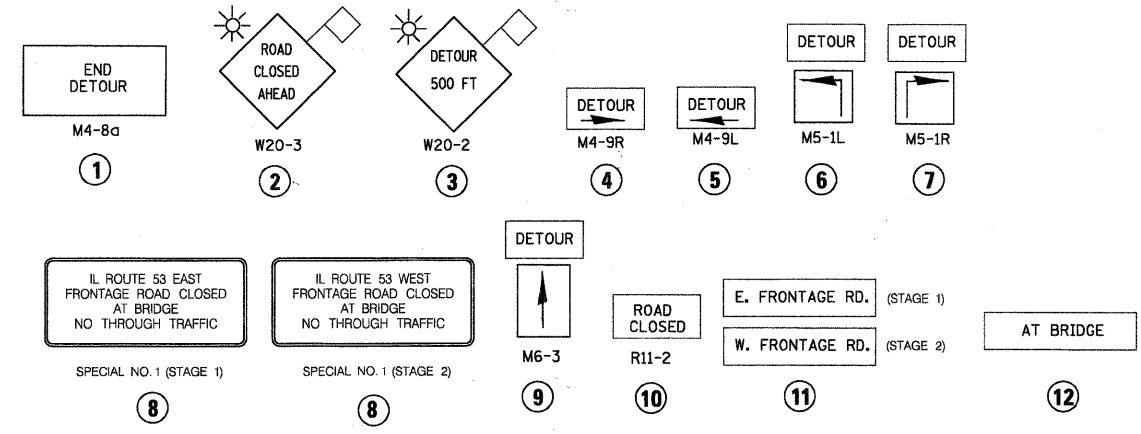 END
DETOUR
M4-8a
1
ROAD
CLOSED
AHEAD
W20-3
2
DETOUR
500 FT
W20-2
3
DETOUR
M4-9R
4
DETOUR
M4-9L
5
DETOUR
M5-1L
6
DETOUR
M5-1R
7
IL ROUTE 53 EAST
FRONTAGE ROAD CLOSED
AT BRIDGE
NO THROUGH TRAFFIC
SPECIAL NO. 1 (STAGE 1)
8
IL ROUTE 53 WEST
FRONTAGE ROAD CLOSED
AT BRIDGE
NO THROUGH TRAFFIC
SPECIAL NO. 1 (STAGE 2)
8
DETOUR
M6-3
9
ROAD
CLOSED
R11-2
10
E. FRONTAGE RD. (STAGE 1)
W. FRONTAGE RD. (STAGE 2)
11
AT BRIDGE
12